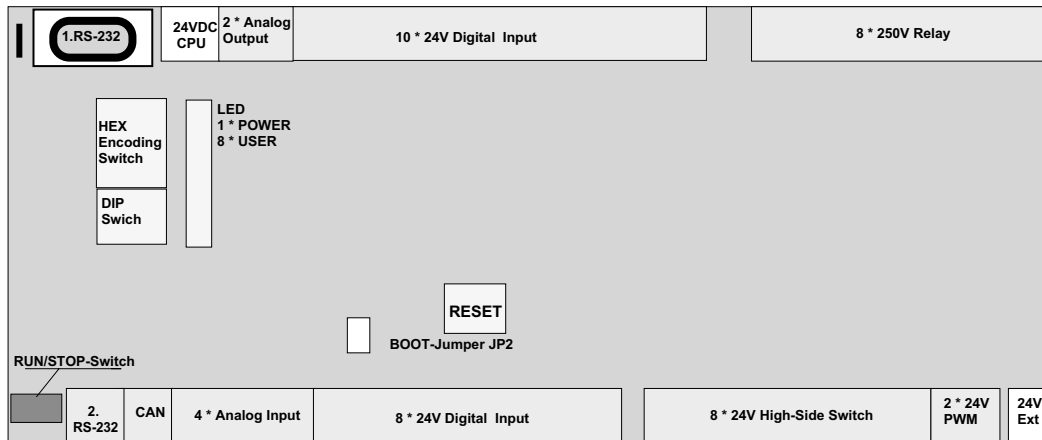 1.RS-232
24VDC
CPU
2 * Analog
Output
10 * 24V Digital Input
8 * 250V Relay
HEX
Encoding
Switch
LED
1 * POWER
8 * USER
DIP
Swich
RESET
BOOT-Jumper JP2
RUN/STOP-Switch
2.
RS-232
CAN
4 * Analog Input
8 * 24V Digital Input
8 * 24V High-Side Switch
2 * 24V
PWM
24V
Ext